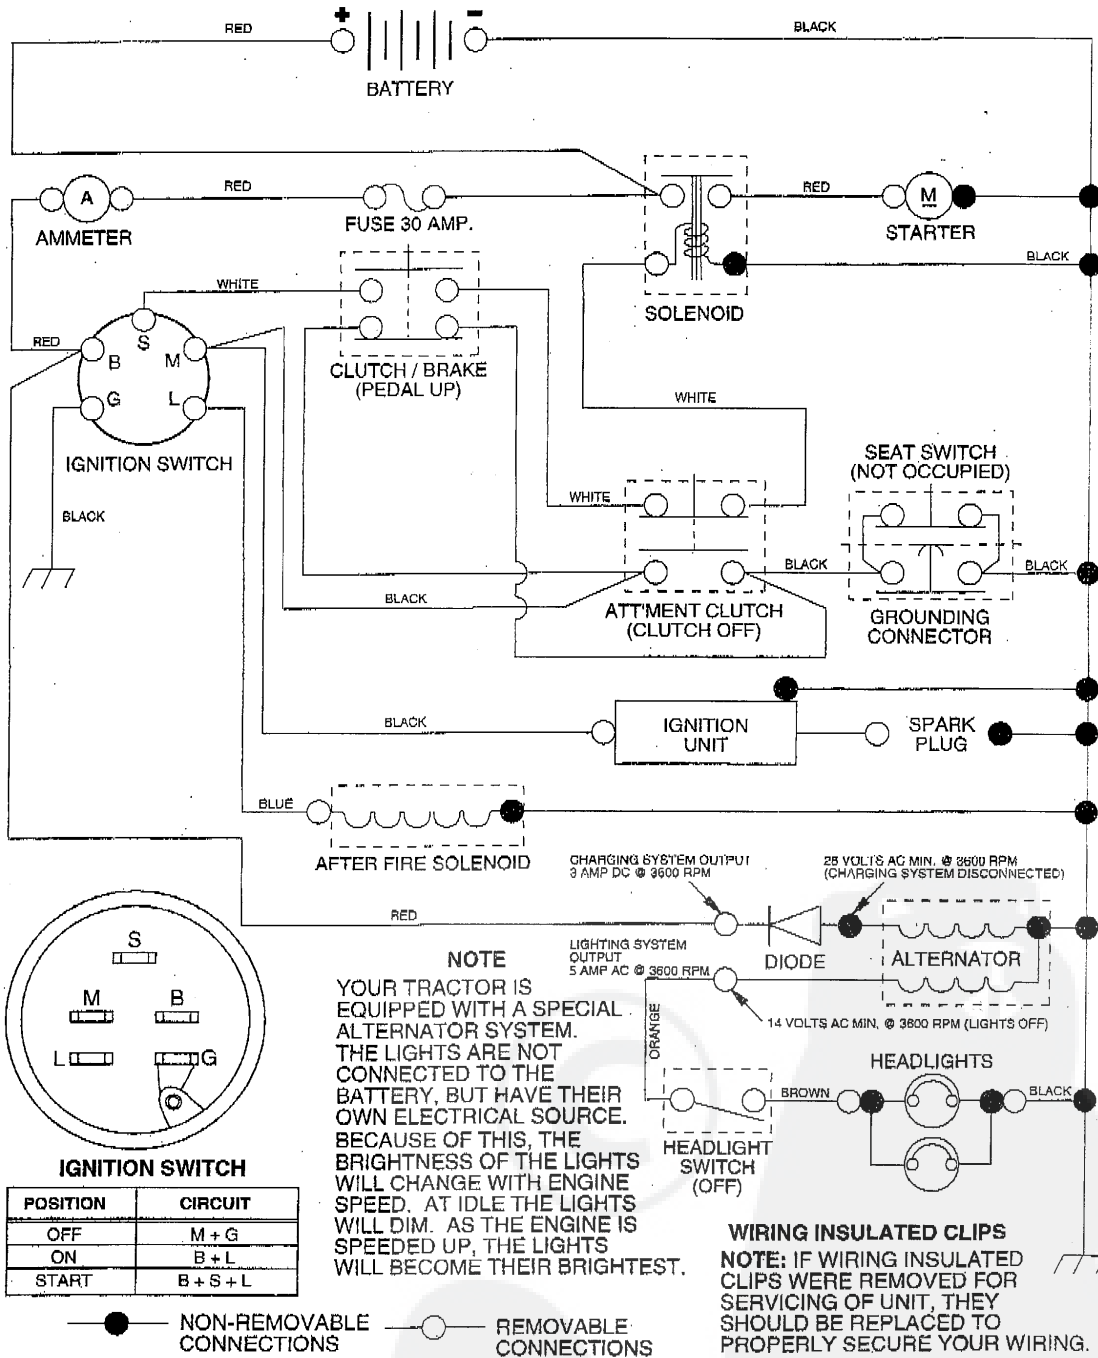 + -
RED
BLACK
BATTERY
A
RED
RED
M
AMMETER
FUSE 30 AMP.
STARTER
BLACK
WHITE
SOLENOID
S
RED
B
M
G
L
CLUTCH / BRAKE
(PEDAL UP)
WHITE
IGNITION SWITCH
SEAT SWITCH
(NOT OCCUPIED)
WHITE
BLACK
BLACK
BLACK
BLACK
ATT'MENT CLUTCH
(CLUTCH OFF)
GROUNDING
CONNECTOR
BLACK
IGNITION
UNIT
SPARK
PLUG
BLUE
AFTER FIRE SOLENOID
CHARGING SYSTEM OUTPUT
3 AMP DC @ 3600 RPM
28 VOLTS AC MIN. @ 3600 RPM
(CHARGING SYSTEM DISCONNECTED)
RED
DIODE
ALTERNATOR
LIGHTING SYSTEM
OUTPUT
5 AMP AC @ 3600 RPM
14 VOLTS AC MIN. @ 3600 RPM (LIGHTS OFF)
ORANGE
HEADLIGHTS
BROWN
BLACK
HEADLIGHT
SWITCH
(OFF)
S
M
B
L
G
IGNITION SWITCH
POSITION CIRCUIT
OFF M + G
ON B + L
START B + S + L
NOTE
YOUR TRACTOR IS
EQUIPPED WITH A SPECIAL
ALTERNATOR SYSTEM.
THE LIGHTS ARE NOT
CONNECTED TO THE
BATTERY, BUT HAVE THEIR
OWN ELECTRICAL SOURCE.
BECAUSE OF THIS, THE
BRIGHTNESS OF THE LIGHTS
WILL CHANGE WITH ENGINE
SPEED. AT IDLE THE LIGHTS
WILL DIM. AS THE ENGINE IS
SPEEDED UP, THE LIGHTS
WILL BECOME THEIR BRIGHTEST.
WIRING INSULATED CLIPS
NOTE: IF WIRING INSULATED
CLIPS WERE REMOVED FOR
SERVICING OF UNIT, THEY
SHOULD BE REPLACED TO
PROPERLY SECURE YOUR WIRING.
NON-REMOVABLE
CONNECTIONS
REMOVABLE
CONNECTIONS